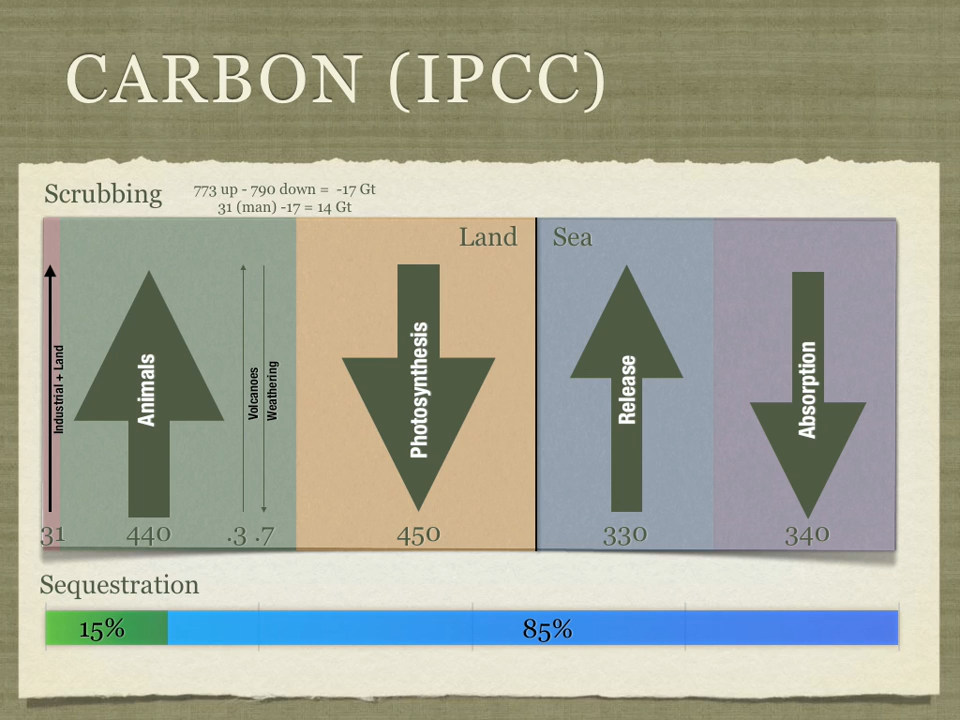 CARBON (IPCC)
Scrubbing
773 up - 790 down = -17 Gt
31 (man) -17 = 14 Gt
Land
Sea
Industrial + Land
Animals
Volcanoes
Weathering
Photosynthesis
Release
Absorption
31
440
.3
.7
450
330
340
Sequestration
15%
85%